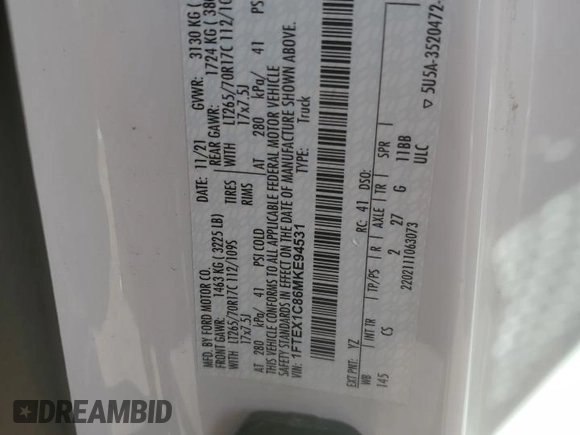 MFD. BY FORD MOTOR CO.
DATE: 11/21 GVWR: 3130 KG (
FRONT GAWR: 1463 KG ( 3225 LB) REAR GAWR: 1724 KG ( 380
LT265/70R17C 112/109S TIRES WITH LT265/70R17C 112/10
17x7.5J RIMS 17x7.5J
AT 280 kPa/ 41 PSI COLD AT 280 kPa/ 41 PS
THIS VEHICLE CONFORMS TO ALL APPLICABLE FEDERAL MOTOR VEHICLE
SAFETY STANDARDS IN EFFECT ON THE DATE OF MANUFACTURE SHOWN ABOVE.
VIN: 1FTEX1C86MKE94531 TYPE: Truck
EXT PNT: YZ RC: 41 DSO:
WB INT TR TP/PS R AXLE TR SPR
145 CS 2 27 G 11BB
ULC
2202111063073 5U5A-3520472-
DREAMBID